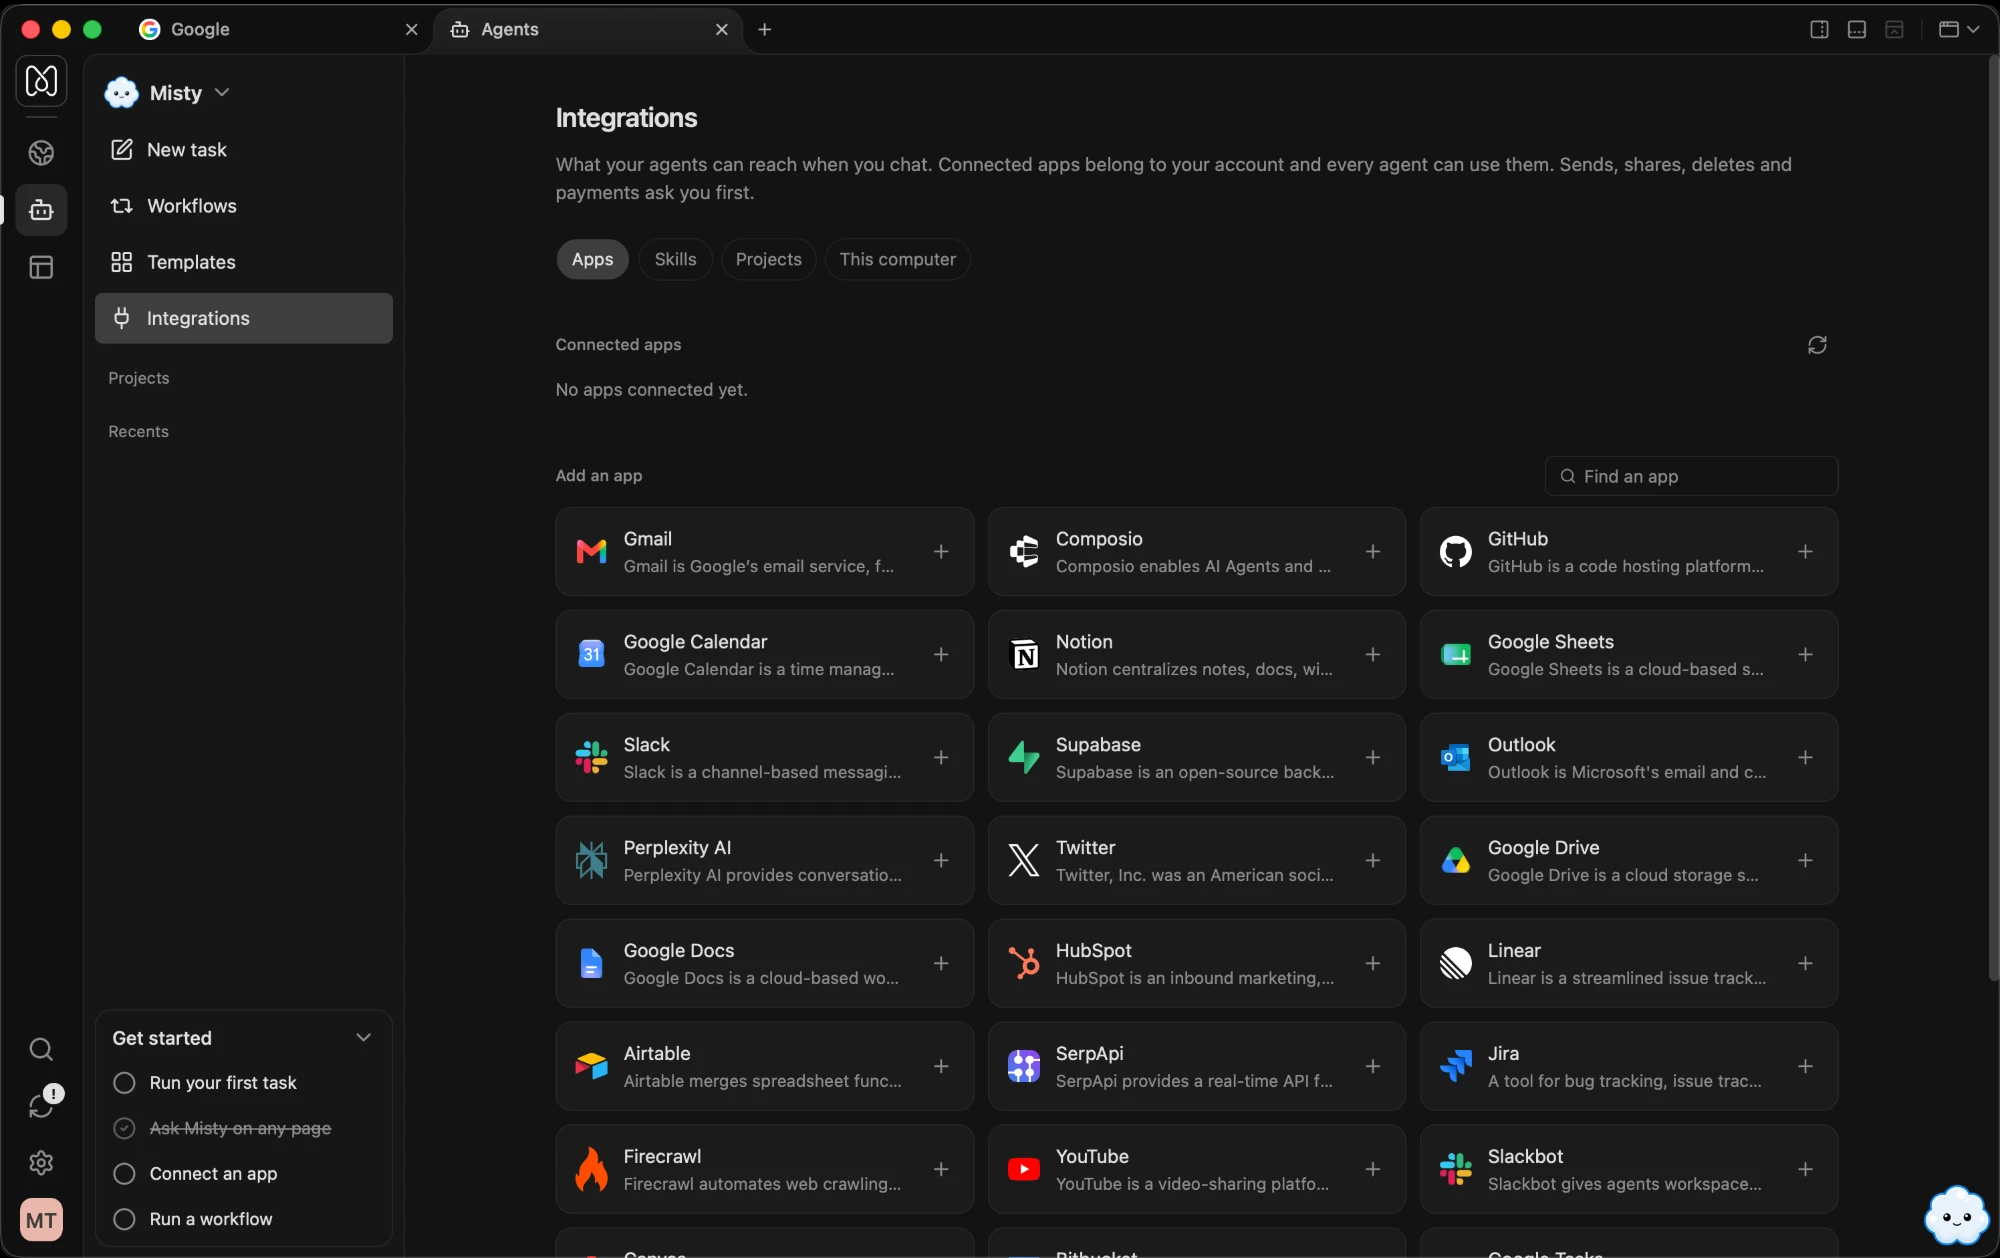 Google
Agents
Misty
New task
Workflows
Templates
Integrations
Projects
Recents
Get started
Run your first task
Ask Misty on any page
Connect an app
Run a workflow
!
MT
Integrations
What your agents can reach when you chat. Connected apps belong to your account and every agent can use them. Sends, shares, deletes and
payments ask you first.
Apps
Skills
Projects
This computer
Connected apps
No apps connected yet.
Add an app
Find an app
Gmail
Gmail is Google’s email service, f...
Composio
Composio enables AI Agents and ...
GitHub
GitHub is a code hosting platform...
31
Google Calendar
Google Calendar is a time manag...
Notion
Notion centralizes notes, docs, wi...
Google Sheets
Google Sheets is a cloud-based s...
Slack
Slack is a channel-based messagi...
Supabase
Supabase is an open-source back...
Outlook
Outlook is Microsoft's email and c...
Perplexity AI
Perplexity AI provides conversatio...
Twitter
Twitter, Inc. was an American soci...
Google Drive
Google Drive is a cloud storage s...
Google Docs
Google Docs is a cloud-based wo...
HubSpot
HubSpot is an inbound marketing,...
Linear
Linear is a streamlined issue track...
Airtable
Airtable merges spreadsheet func...
SerpApi
SerpApi provides a real-time API f...
Jira
A tool for bug tracking, issue trac...
Firecrawl
Firecrawl automates web crawling...
YouTube
YouTube is a video-sharing platfo...
Slackbot
Slackbot gives agents workspace...
Canvas
Bitbucket
Google Tasks